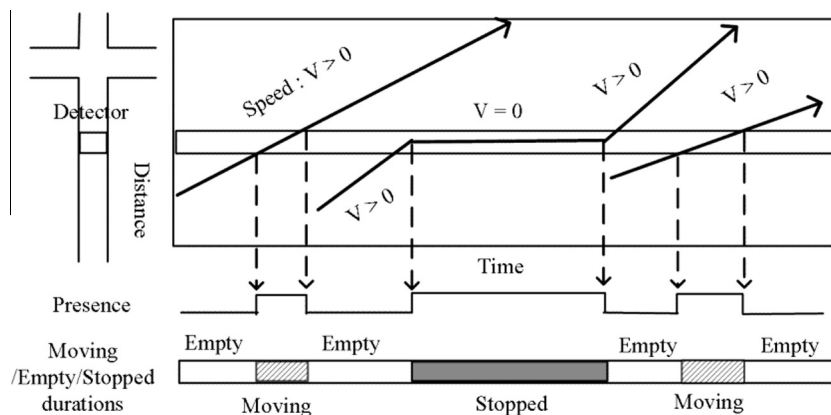 Speed : V > 0
V > 0
V > 0
Detector
V = 0
Distance
V > 0
Time
Presence
Empty
Empty
Empty
Empty
Moving
/Empty/Stopped
durations
Moving
Stopped
Moving